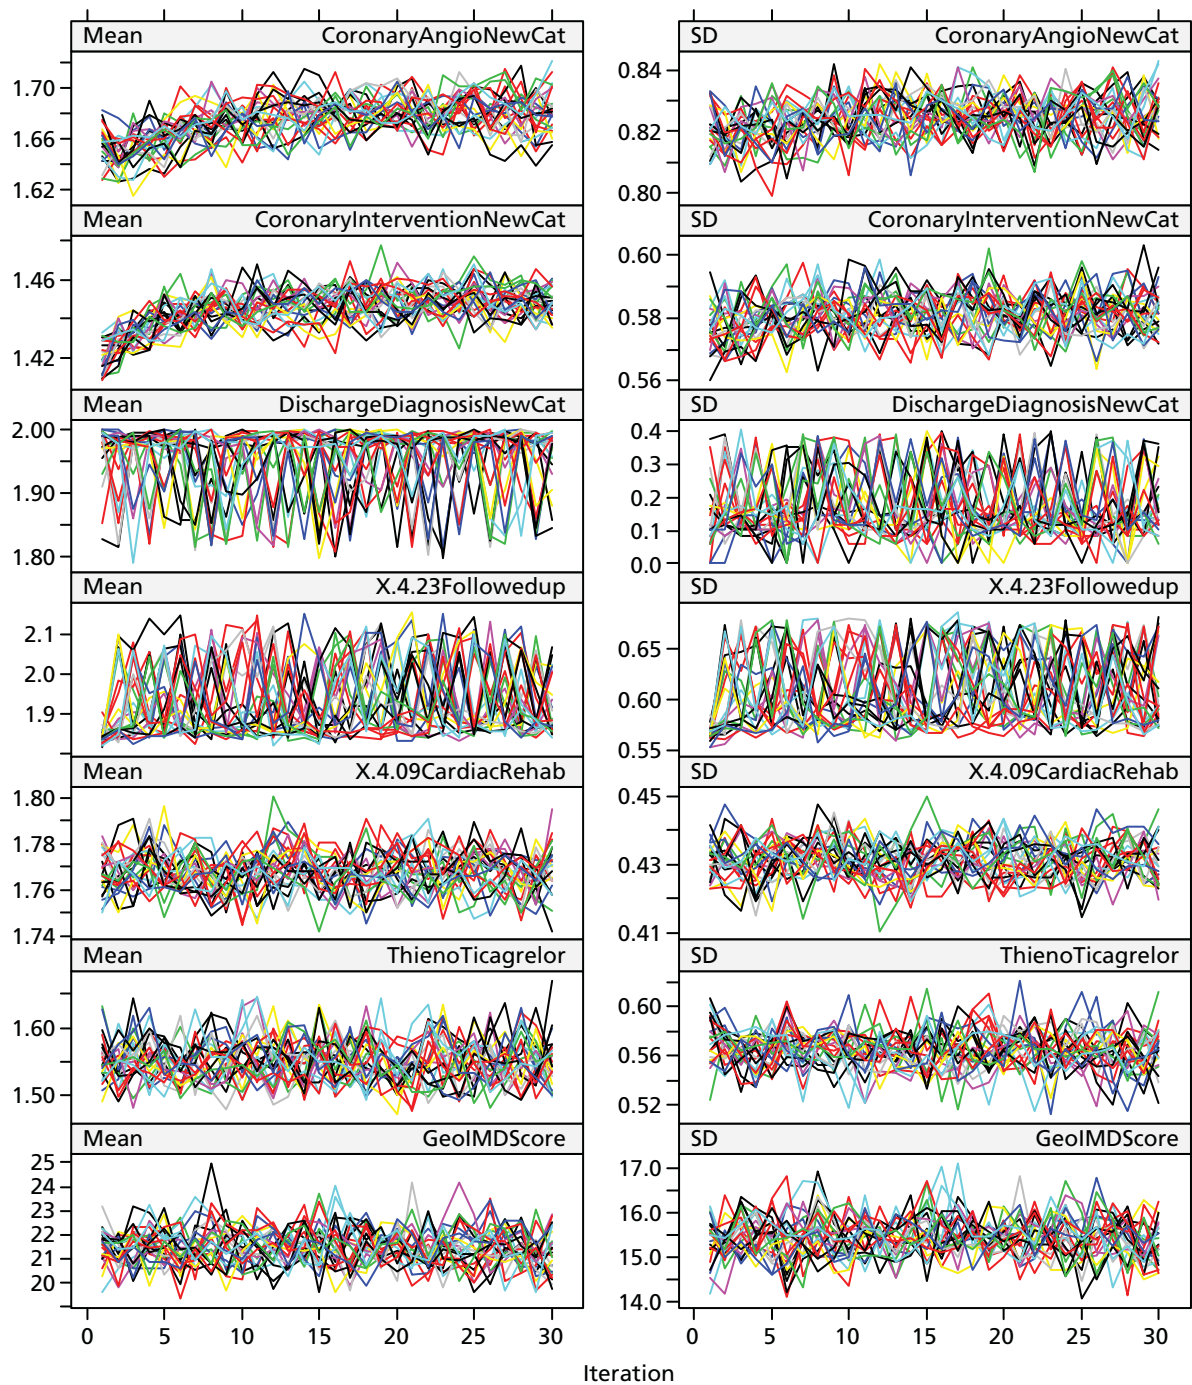 Mean CoronaryAngioNewCat
1.70
1.66
1.62
SD CoronaryAngioNewCat
0.84
0.82
0.80
Mean CoronaryInterventionNewCat
1.46
1.42
SD CoronaryInterventionNewCat
0.60
0.58
0.56
Mean DischargeDiagnosisNewCat
2.00
1.90
1.80
SD DischargeDiagnosisNewCat
0.4
0.3
0.2
0.1
0.0
Mean X.4.23Followedup
2.1
2.0
1.9
SD X.4.23Followedup
0.65
0.60
0.55
Mean X.4.09CardiacRehab
1.80
1.78
1.76
1.74
SD X.4.09CardiacRehab
0.45
0.43
0.41
Mean ThienoTicagrelor
1.60
1.50
SD ThienoTicagrelor
0.60
0.56
0.52
Mean GeoIMDScore
25
24
23
22
21
20
SD GeoIMDScore
17.0
16.0
15.0
14.0
0 5 10 15 20 25 30
0 5 10 15 20 25 30
Iteration